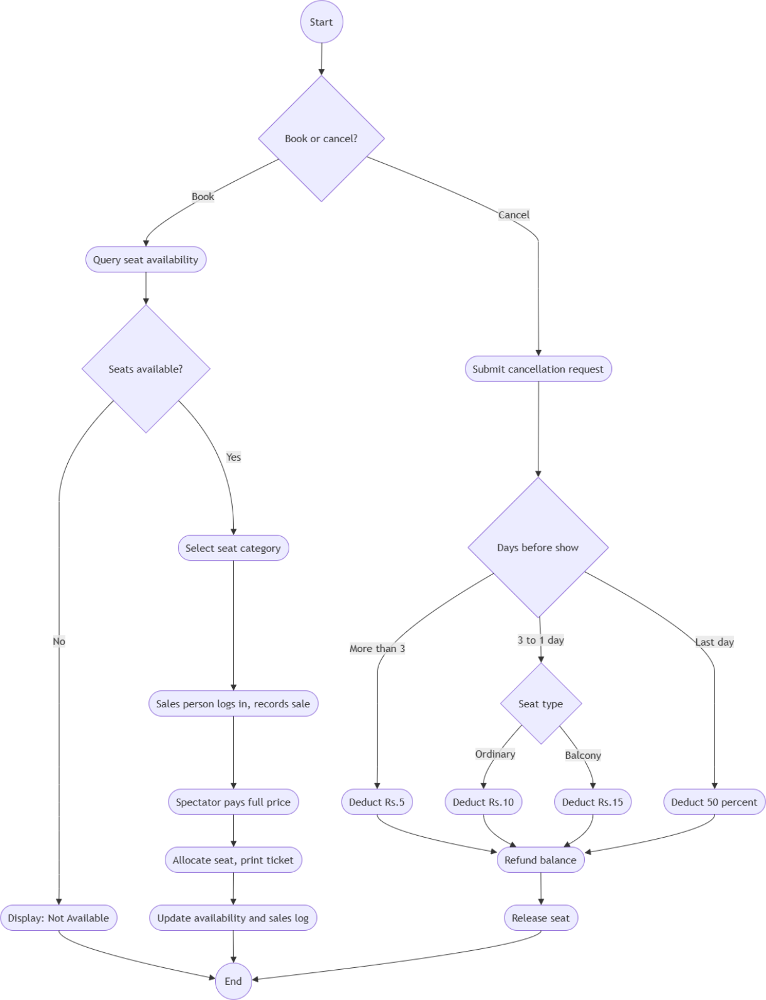 Start
Book or cancel?
Book
Cancel
Query seat availability
Seats available?
Submit cancellation request
Yes
Select seat category
Days before show
No
More than 3
3 to 1 day
Last day
Sales person logs in, records sale
Seat type
Ordinary
Balcony
Spectator pays full price
Deduct Rs.5
Deduct Rs.10
Deduct Rs.15
Deduct 50 percent
Allocate seat, print ticket
Refund balance
Display: Not Available
Update availability and sales log
Release seat
End